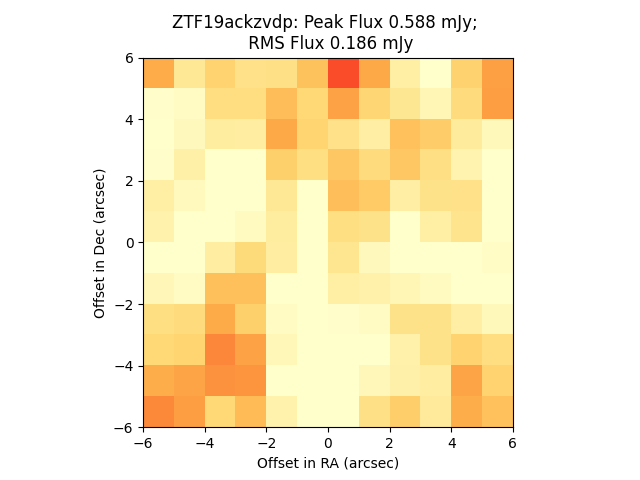 ZTF19ackzvdp: Peak Flux 0.588 mJy;
RMS Flux 0.186 mJy
6
4
2
0
−2
−4
−6
Offset in Dec (arcsec)
−6 −4 −2 0 2 4 6
Offset in RA (arcsec)